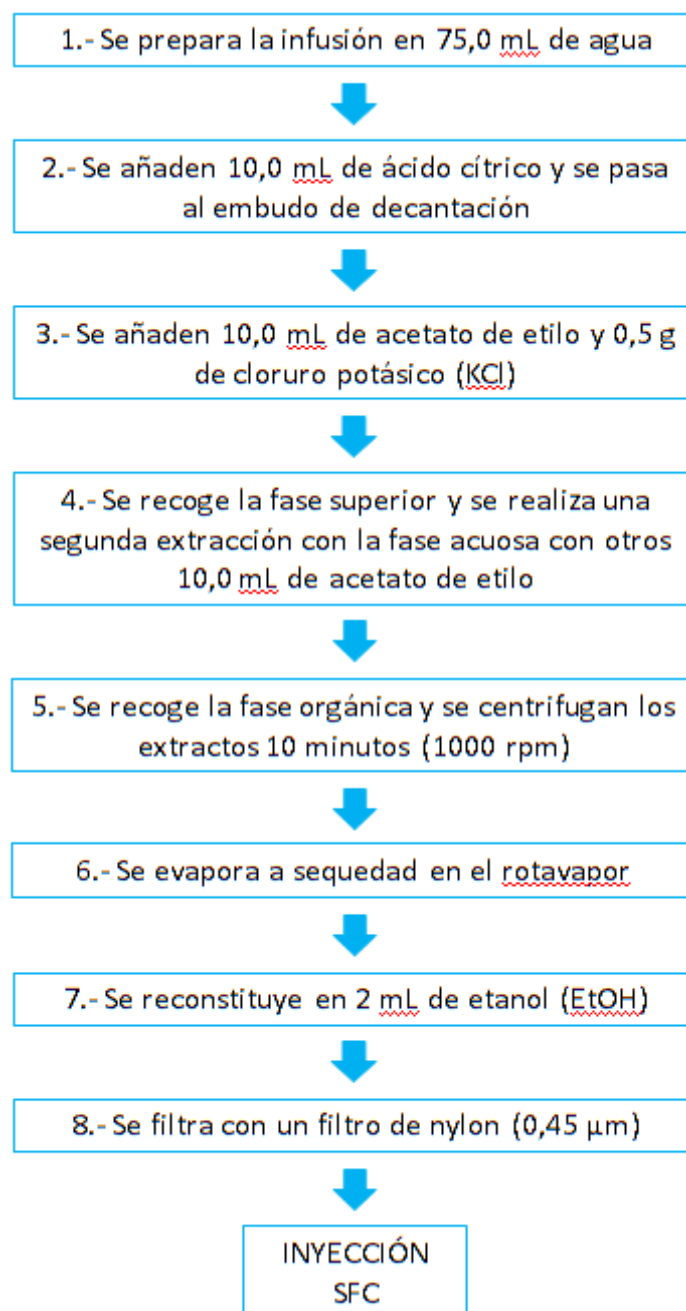 1.- Se prepara la infusión en 75,0 mL de agua
2.- Se añaden 10,0 mL de ácido cítrico y se pasa
al embudo de decantación
3.- Se añaden 10,0 mL de acetato de etilo y 0,5 g
de cloruro potásico (KCl)
4.- Se recoge la fase superior y se realiza una
segunda extracción con la fase acuosa con otros
10,0 mL de acetato de etilo
5.- Se recoge la fase orgánica y se centrifugan los
extractos 10 minutos (1000 rpm)
6.- Se evapora a sequedad en el rotavapor
7.- Se reconstituye en 2 mL de etanol (EtOH)
8.- Se filtra con un filtro de nylon (0,45 µm)
INYECCIÓN
SFC